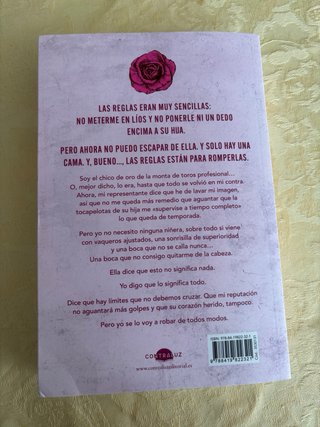 LAS REGLAS ERAN MUY SENCILLAS:
NO METERME EN LÍOS Y NO PONERLE NI UN DEDO
ENCIMA A SU HIJA.
PERO AHORA NO PUEDO ESCAPAR DE ELLA. Y SOLO HAY UNA
CAMA. Y, BUENO..., LAS REGLAS ESTÁN PARA ROMPERLAS.
Soy el chico de oro de la monta de toros profesional...
O, mejor dicho, lo era, hasta que todo se volvió en mi contra.
Ahora, mi representante dice que he de lavar mi imagen,
así que no me queda más remedio que aguantar que la
tocapelotas de su hija me «supervise a tiempo completo»
lo que queda de temporada.
Pero yo no necesito ninguna niñera, sobre todo si viene
con vaqueros ajustados, una sonrisilla de superioridad
y una boca que no se calla nunca...
Una boca que no consigo quitarme de la cabeza.
Ella dice que esto no significa nada.
Yo digo que lo significa todo.
Dice que hay límites que no debemos cruzar. Que mi reputación
no aguantará más golpes y que su corazón herido, tampoco.
Pero yo se lo voy a robar de todos modos.
CONTRALUZ
www.contraluzeditorial.es